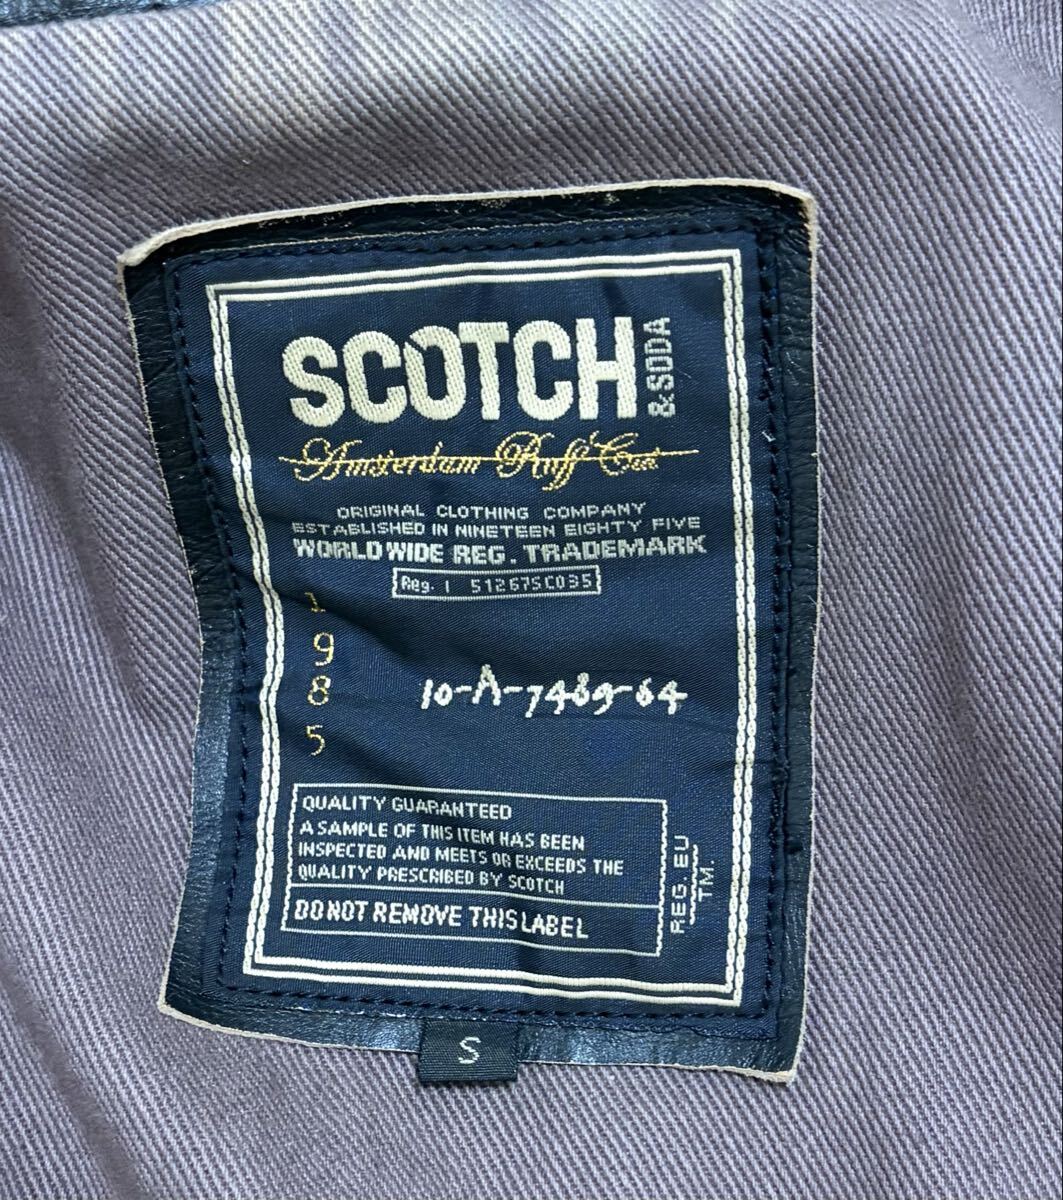 SCOTCH
& SODA
Amsterdam Ruff Cut
ORIGINAL CLOTHING COMPANY
ESTABLISHED IN NINETEEN EIGHTY FIVE
WORLD WIDE REG. TRADEMARK
Reg. 1 51267SC035
1
9
8
5
10-A-7469-64
QUALITY GUARANTEED
A SAMPLE OF THIS ITEM HAS BEEN
INSPECTED AND MEETS OR EXCEEDS THE
QUALITY PRESCRIBED BY SCOTCH
DO NOT REMOVE THIS LABEL
REG. EU
TM.
S